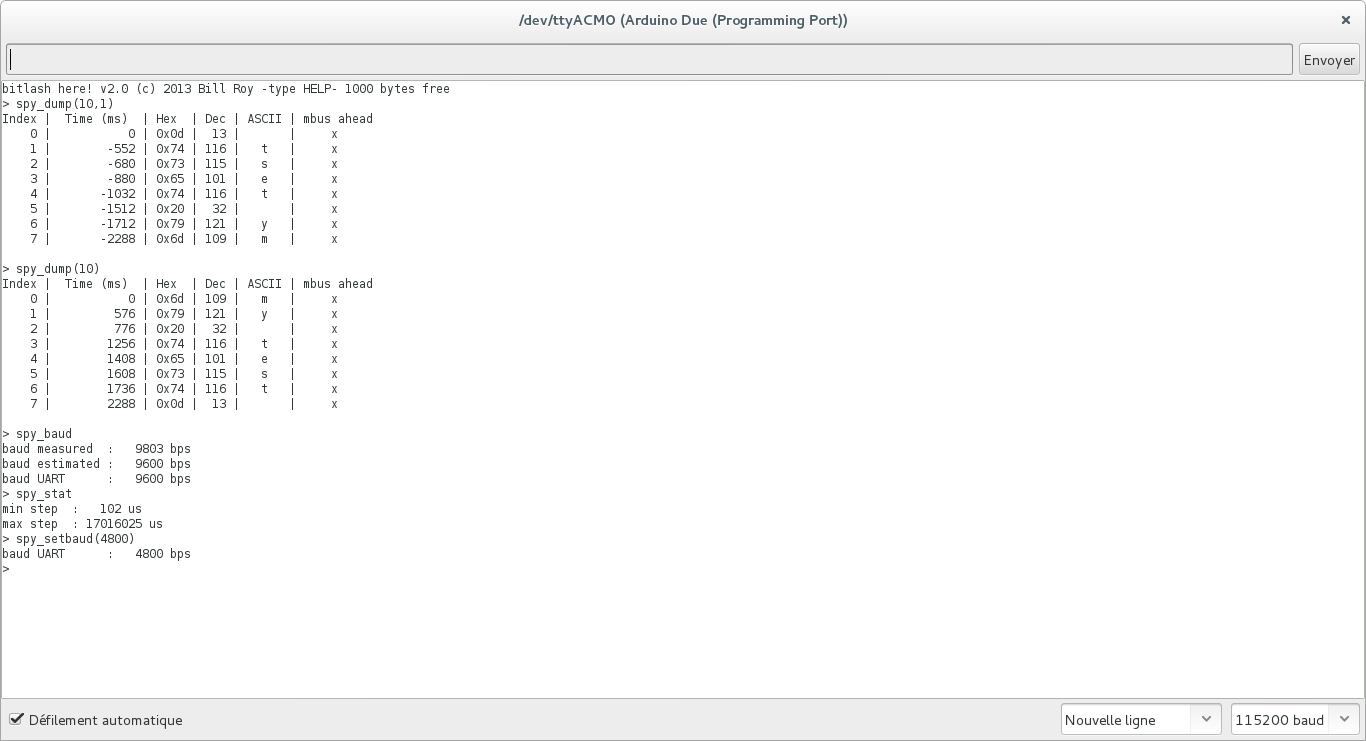 /dev/ttyACM0 (Arduino Due (Programming Port))
Envoyer
bitlash here! v2.0 (c) 2013 Bill Roy -type HELP- 1000 bytes free
> spy_dump(10,1)
Index |  Time (ms)  | Hex  | Dec | ASCII | mbus ahead
    0 |           0 | 0x0d |  13 |       |     x
    1 |        -552 | 0x74 | 116 |   t   |     x
    2 |        -680 | 0x73 | 115 |   s   |     x
    3 |        -880 | 0x65 | 101 |   e   |     x
    4 |       -1032 | 0x74 | 116 |   t   |     x
    5 |       -1512 | 0x20 |  32 |       |     x
    6 |       -1712 | 0x79 | 121 |   y   |     x
    7 |       -2288 | 0x6d | 109 |   m   |     x
> spy_dump(10)
Index |  Time (ms)  | Hex  | Dec | ASCII | mbus ahead
    0 |           0 | 0x6d | 109 |   m   |     x
    1 |         576 | 0x79 | 121 |   y   |     x
    2 |         776 | 0x20 |  32 |       |     x
    3 |        1256 | 0x74 | 116 |   t   |     x
    4 |        1408 | 0x65 | 101 |   e   |     x
    5 |        1608 | 0x73 | 115 |   s   |     x
    6 |        1736 | 0x74 | 116 |   t   |     x
    7 |        2288 | 0x0d |  13 |       |     x
> spy_baud
baud measured  :   9803 bps
baud estimated :   9600 bps
baud UART      :   9600 bps
> spy_stat
min step  :   102 us
max step  : 17016025 us
> spy_setbaud(4800)
baud UART      :   4800 bps
>
Défilement automatique
Nouvelle ligne
115200 baud